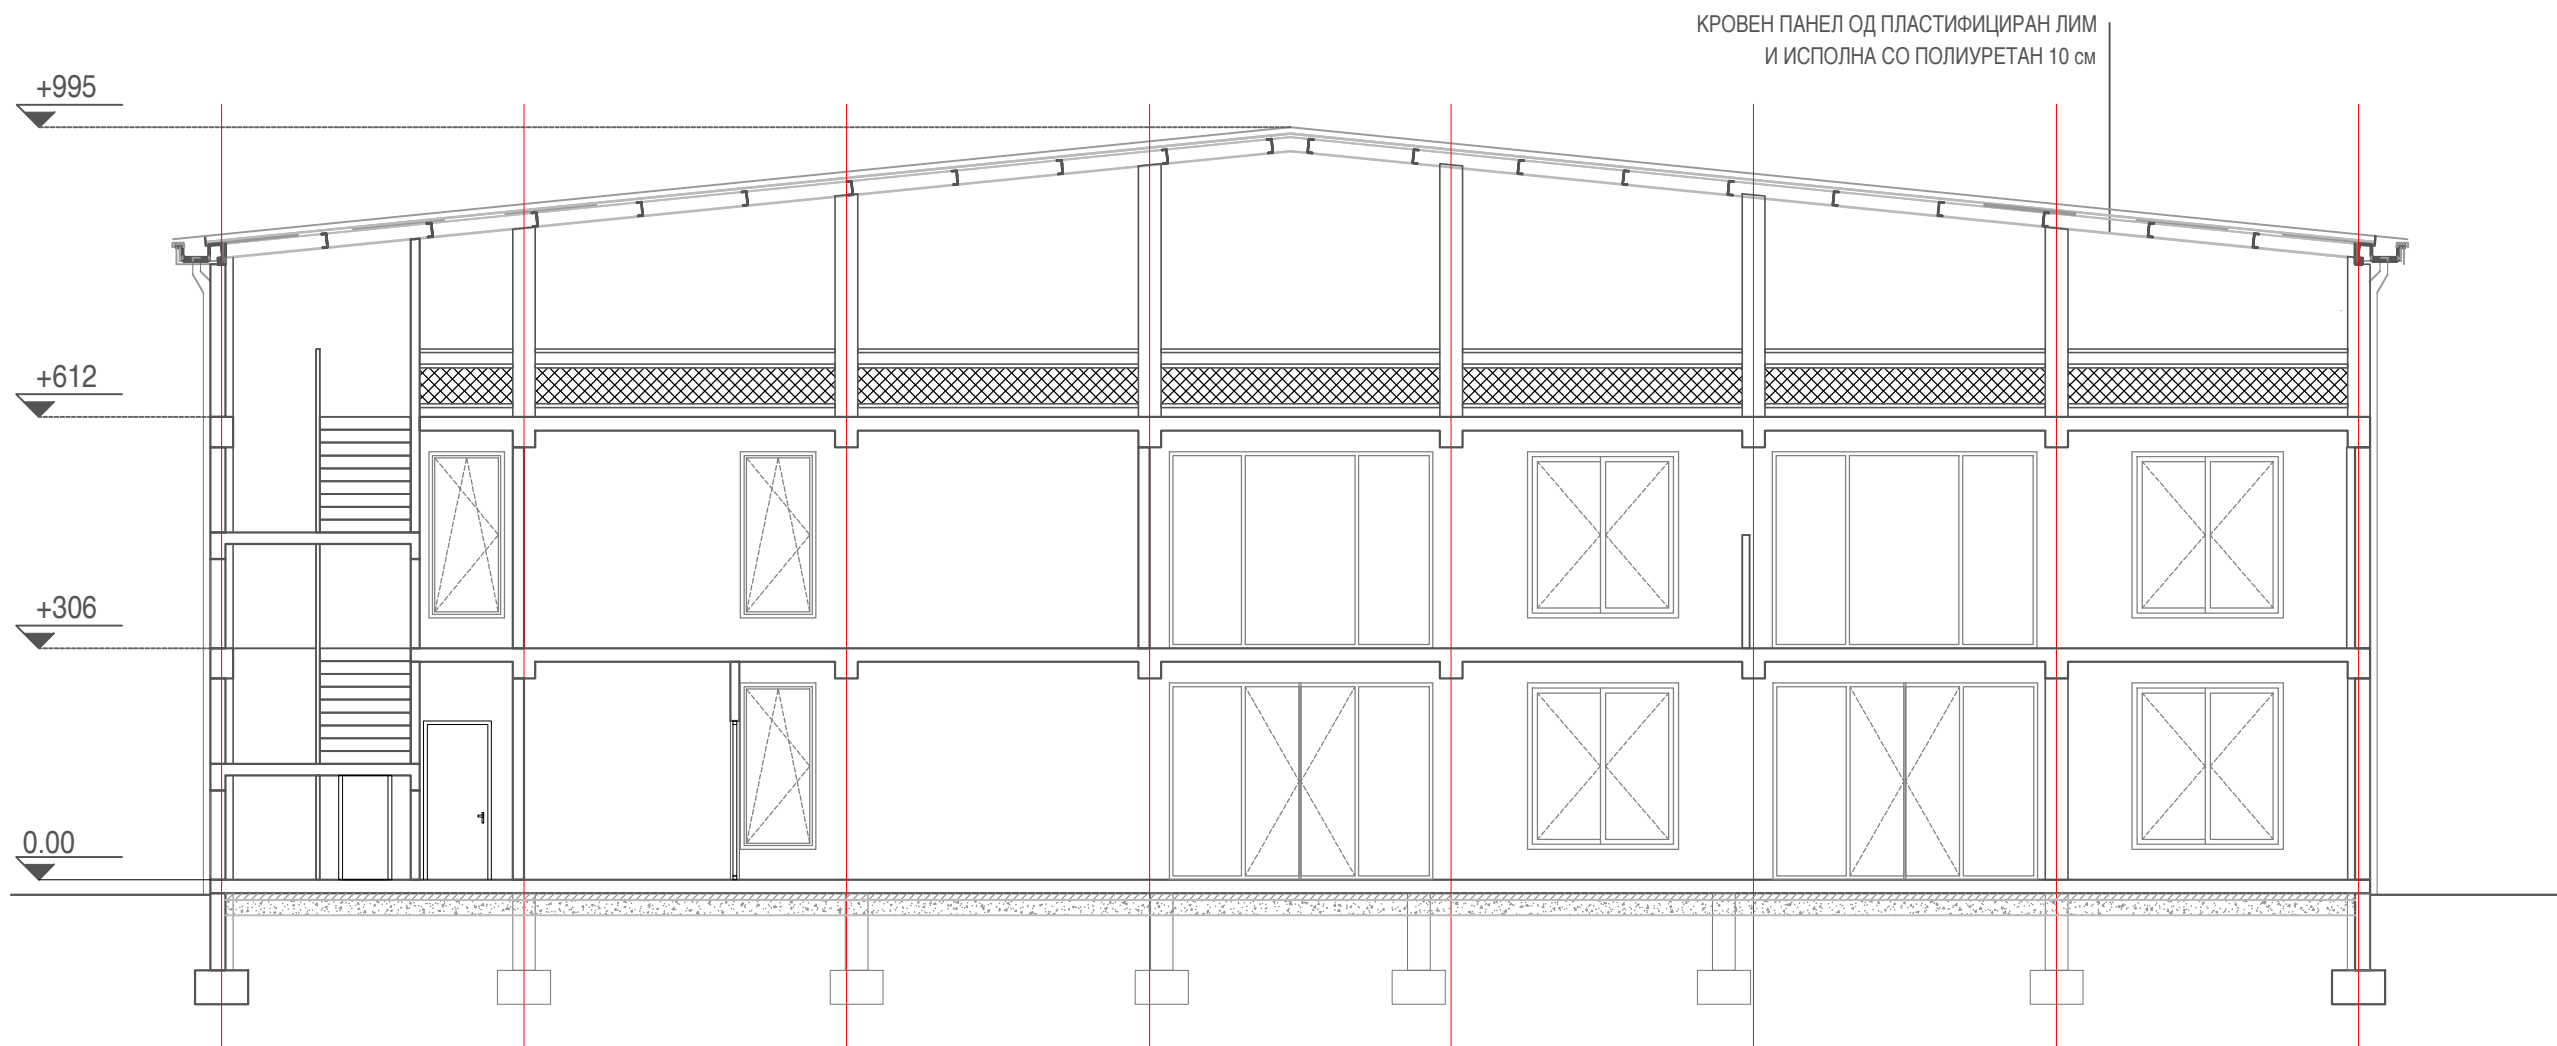 КРОВЕН ПАНЕЛ ОД ПЛАСТИФИЦИРАН ЛИМ
И ИСПОЛНА СО ПОЛИУРЕТАН 10 см
+995
+612
+306
0.00